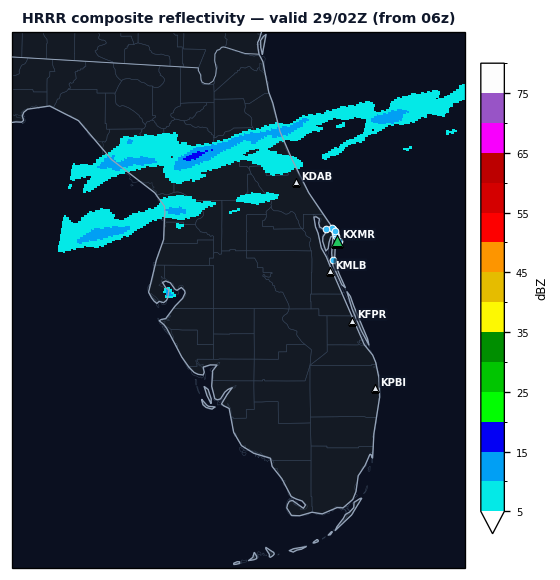 HRRR composite reflectivity — valid 29/02Z (from 06z)
KDAB
KXMR
KMLB
KFPR
KPBI
75
65
55
45
35
25
15
5
dBZ